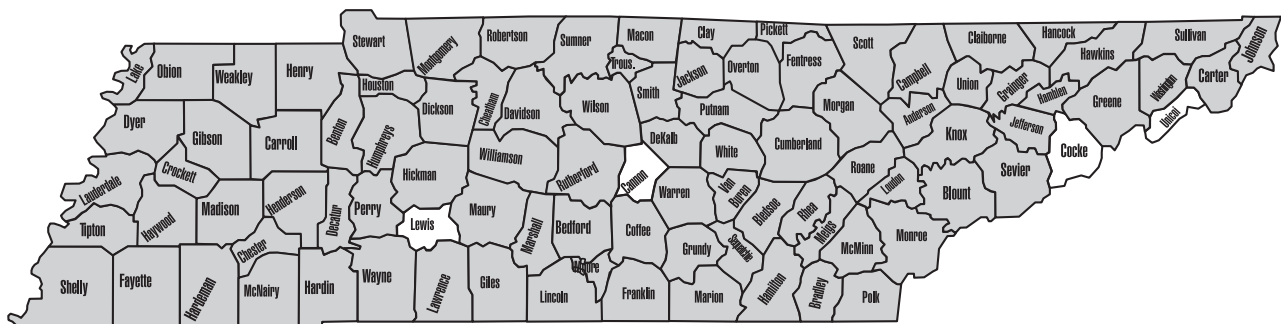 Stewart
Montgomery
Robertson
Sumner
Macon
Clay
Pickett
Scott
Claiborne
Hancock
Hawkins
Sullivan
Johnson
Lake
Obion
Weakley
Henry
Houston
Dickson
Cheatham
Davidson
Wilson
Trous.
Smith
Jackson
Overton
Fentress
Campbell
Union
Grainger
Hamblen
Greene
Washington
Carter
Unicoi
Dyer
Gibson
Carroll
Benton
Humphreys
Williamson
Rutherford
DeKalb
Putnam
White
Cumberland
Morgan
Anderson
Knox
Jefferson
Cocke
Sevier
Lauderdale
Crockett
Haywood
Madison
Henderson
Decatur
Perry
Hickman
Lewis
Maury
Marshall
Bedford
Cannon
Coffee
Warren
Van
Buren
Bledsoe
Rhea
Meigs
Roane
Loudon
Blount
Monroe
McMinn
Tipton
Shelly
Fayette
Hardeman
Chester
McNairy
Hardin
Wayne
Lawrence
Giles
Lincoln
Moore
Franklin
Grundy
Marion
Sequatchie
Hamilton
Bradley
Polk